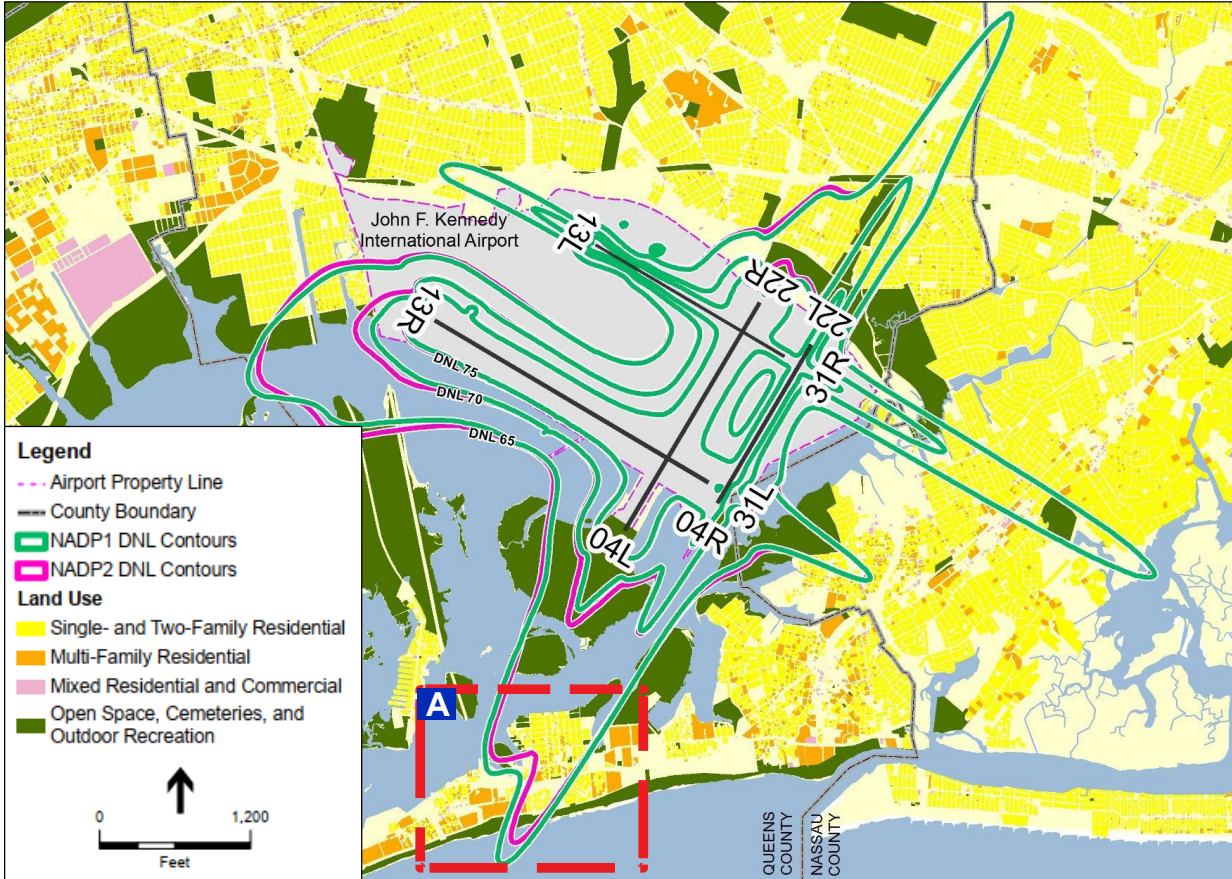 John F. Kennedy
International Airport
13L
22R
22L
13R
31R
DNL 75
DNL 70
DNL 65
31L
04R
04L
A
Legend
Airport Property Line
County Boundary
NADP1 DNL Contours
NADP2 DNL Contours
Land Use
Single- and Two-Family Residential
Multi-Family Residential
Mixed Residential and Commercial
Open Space, Cemeteries, and
Outdoor Recreation
0 1,200
Feet
QUEENS
COUNTY
NASSAU
COUNTY